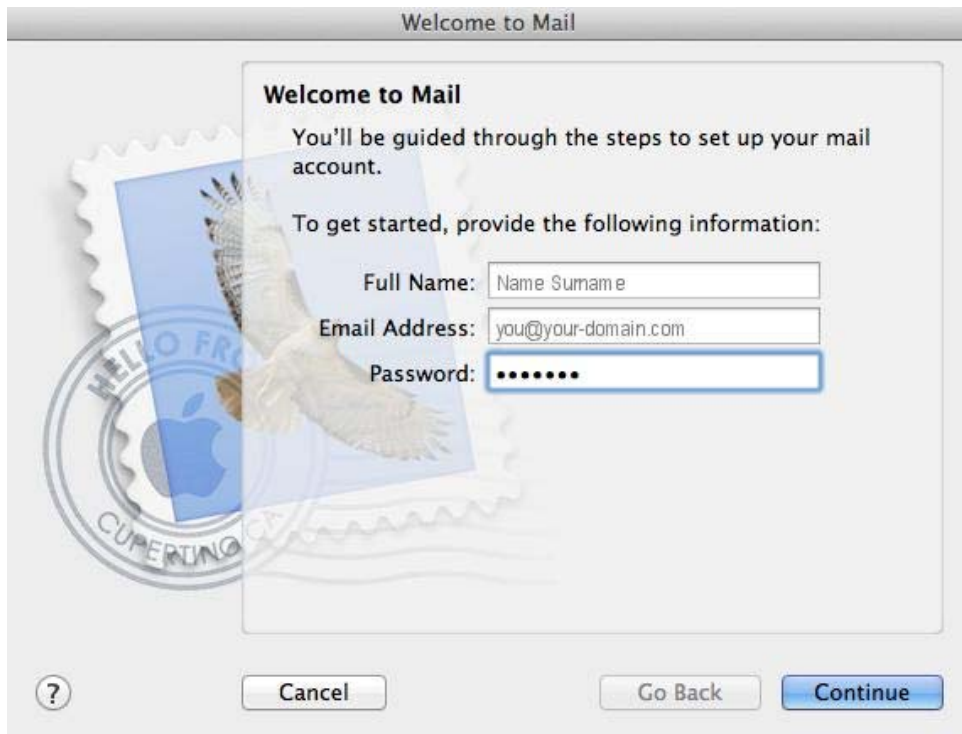 Welcome to Mail
Welcome to Mail
You'll be guided through the steps to set up your mail
account.
To get started, provide the following information:
Full Name: Name Surname
Email Address: you@your-domain.com
Password: •••••••
HELLO FRO
CUPERTINO CA
? Cancel Go Back Continue